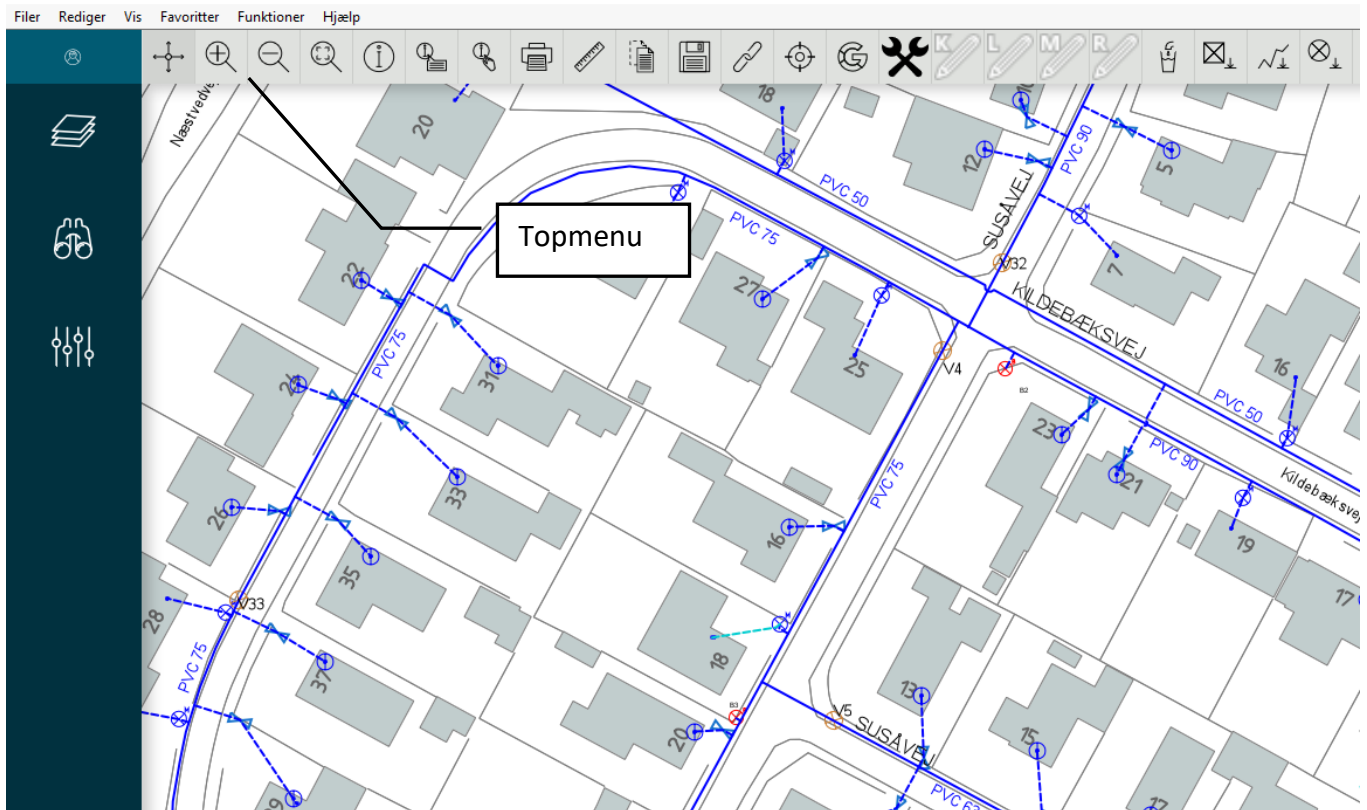 Filer Rediger Vis Favoritter Funktioner Hjælp
K L M R
Topmenu
20
18
12
5
PVC 90
PVC 50
SUSÅVEJ
PVC 75
7
V32
22
27
KILDEBÆKSVEJ
PVC 75
25
V4
16
24
31
B2
PVC 50
23
PVC 90
21
Kildebæksvej
33
26
PVC 75
16
19
35
17
28
V33
18
37
PVC 75
13
B3
V5
SUSÅVEJ
20
15
PVC 63
17